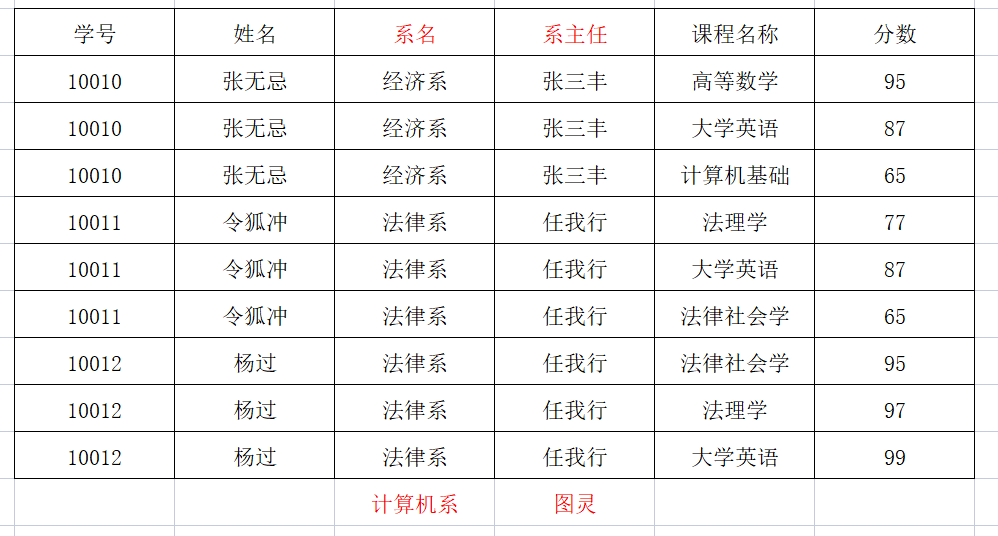 学号 姓名 系名 系主任 课程名称 分数
10010 张无忌 经济系 张三丰 高等数学 95
10010 张无忌 经济系 张三丰 大学英语 87
10010 张无忌 经济系 张三丰 计算机基础 65
10011 令狐冲 法律系 任我行 法理学 77
10011 令狐冲 法律系 任我行 大学英语 87
10011 令狐冲 法律系 任我行 法律社会学 65
10012 杨过 法律系 任我行 法律社会学 95
10012 杨过 法律系 任我行 法理学 97
10012 杨过 法律系 任我行 大学英语 99
计算机系 图灵